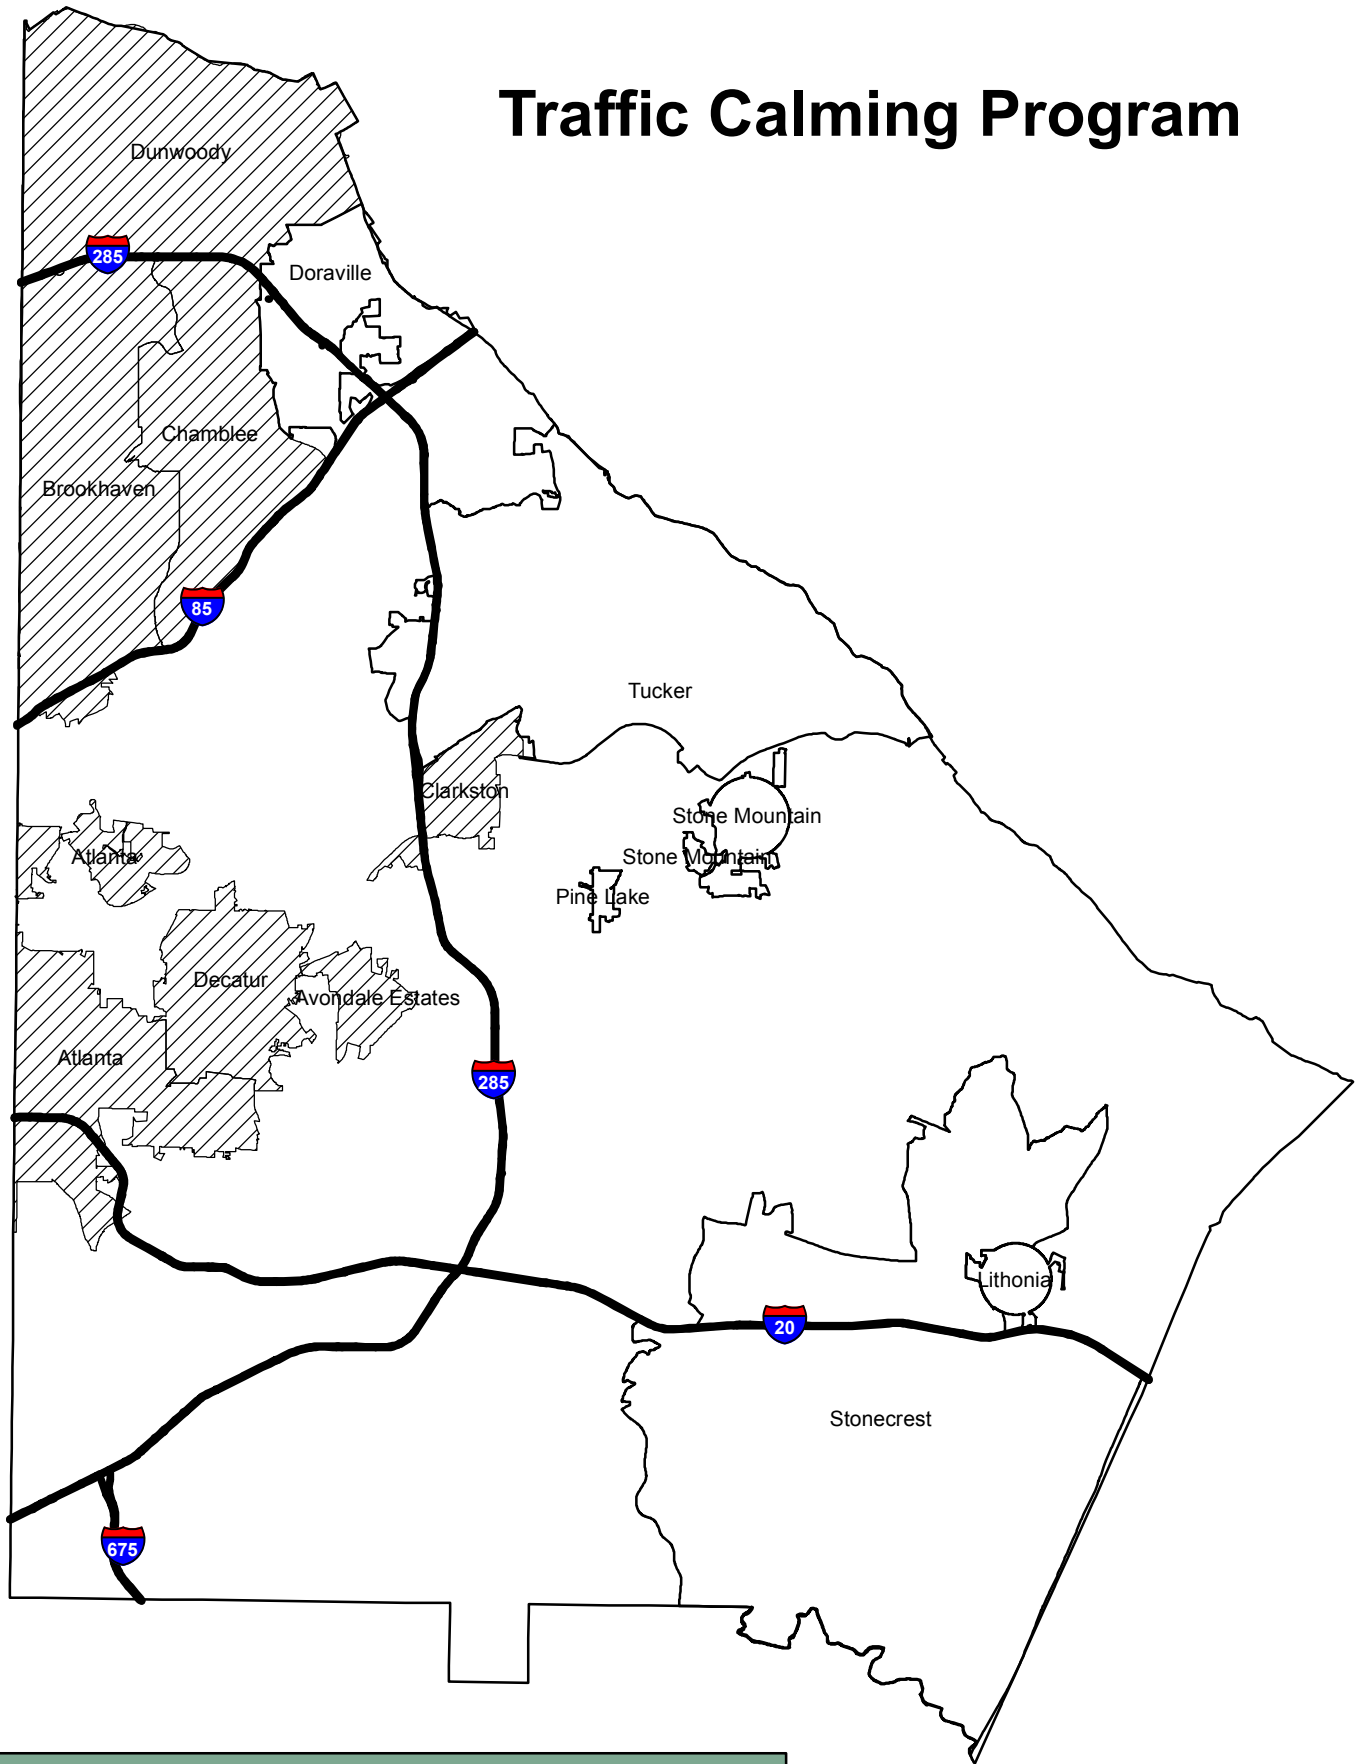 Traffic Calming Program
Dunwoody
285
Doraville
Chamblee
Brookhaven
85
Tucker
Clarkston
Stone Mountain
Atlanta
Stone Mountain
Pine Lake
Decatur
Avondale Estates
Atlanta
285
Lithonia
20
Stonecrest
675